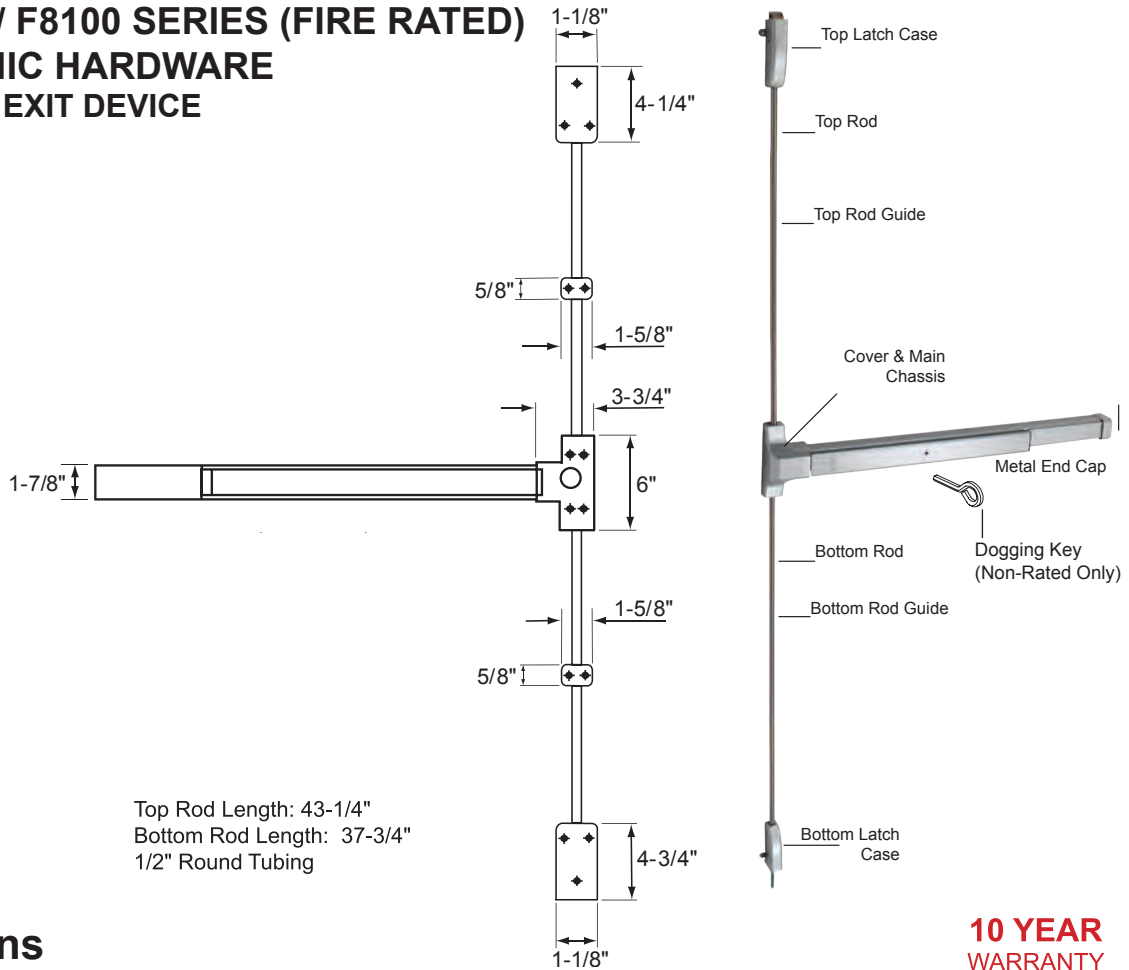 / F8100 SERIES (FIRE RATED)
NIC HARDWARE
EXIT DEVICE
1-1/8"
4-1/4"
5/8"
1-5/8"
3-3/4"
1-7/8"
6"
1-5/8"
5/8"
4-3/4"
1-1/8"
Top Rod Length: 43-1/4"
Bottom Rod Length: 37-3/4"
1/2" Round Tubing
Top Latch Case
Top Rod
Top Rod Guide
Cover & Main
Chassis
Metal End Cap
Dogging Key
(Non-Rated Only)
Bottom Rod
Bottom Rod Guide
Bottom Latch
Case
ns
10 YEAR
WARRANTY